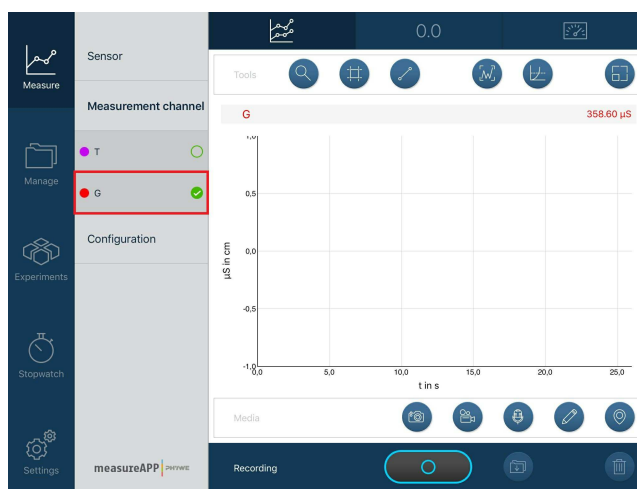 Measure
Manage
Experiments
Stopwatch
Settings
Sensor
Measurement channel
T
G
Configuration
measureAPP PHYWE
0.0
Tools
G 358.60 µS
1,0
0,5
0,0
-0,5
-1,0
µS in cm
0,0 5,0 10,0 15,0 20,0 25,0
t in s
Media
Recording